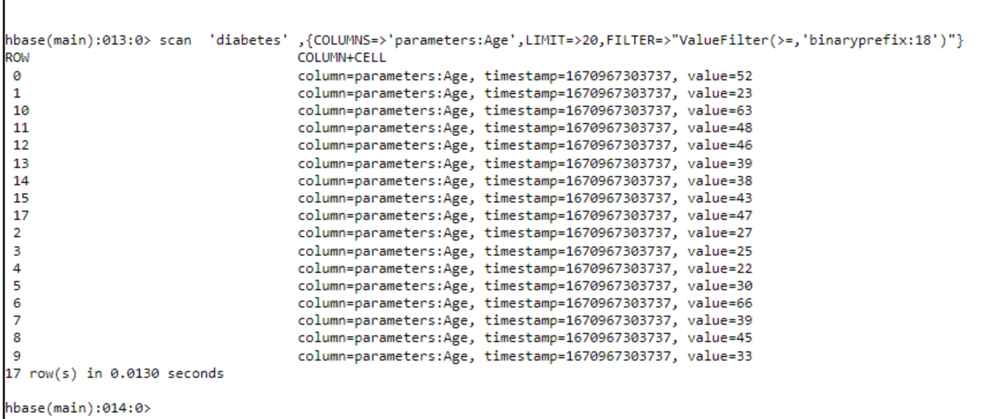 hbase(main):013:0> scan  'diabetes' ,{COLUMNS=>'parameters:Age',LIMIT=>20,FILTER=>"ValueFilter(>=,'binaryprefix:18')"}
ROW                          COLUMN+CELL
 0                           column=parameters:Age, timestamp=1670967303737, value=52
 1                           column=parameters:Age, timestamp=1670967303737, value=23
 10                          column=parameters:Age, timestamp=1670967303737, value=63
 11                          column=parameters:Age, timestamp=1670967303737, value=48
 12                          column=parameters:Age, timestamp=1670967303737, value=46
 13                          column=parameters:Age, timestamp=1670967303737, value=39
 14                          column=parameters:Age, timestamp=1670967303737, value=38
 15                          column=parameters:Age, timestamp=1670967303737, value=43
 17                          column=parameters:Age, timestamp=1670967303737, value=47
 2                           column=parameters:Age, timestamp=1670967303737, value=27
 3                           column=parameters:Age, timestamp=1670967303737, value=25
 4                           column=parameters:Age, timestamp=1670967303737, value=22
 5                           column=parameters:Age, timestamp=1670967303737, value=30
 6                           column=parameters:Age, timestamp=1670967303737, value=66
 7                           column=parameters:Age, timestamp=1670967303737, value=39
 8                           column=parameters:Age, timestamp=1670967303737, value=45
 9                           column=parameters:Age, timestamp=1670967303737, value=33
17 row(s) in 0.0130 seconds
hbase(main):014:0>